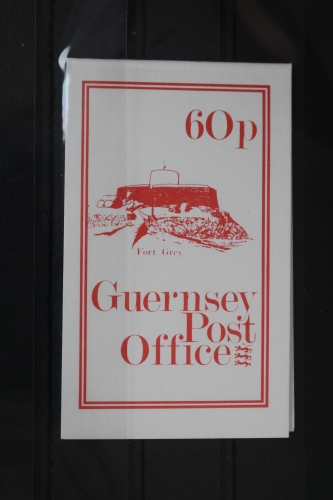 60p
Fort Grey
Guernsey
Post
Office